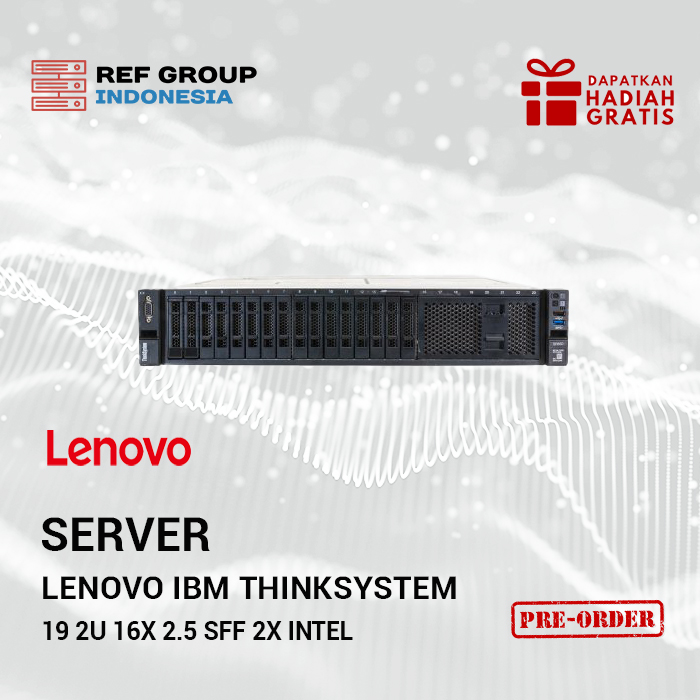 REF GROUP
INDONESIA
DAPATKAN
HADIAH
GRATIS
ThinkSystem
Lenovo
SERVER
LENOVO IBM THINKSYSTEM
19 2U 16X 2.5 SFF 2X INTEL
PRE-ORDER